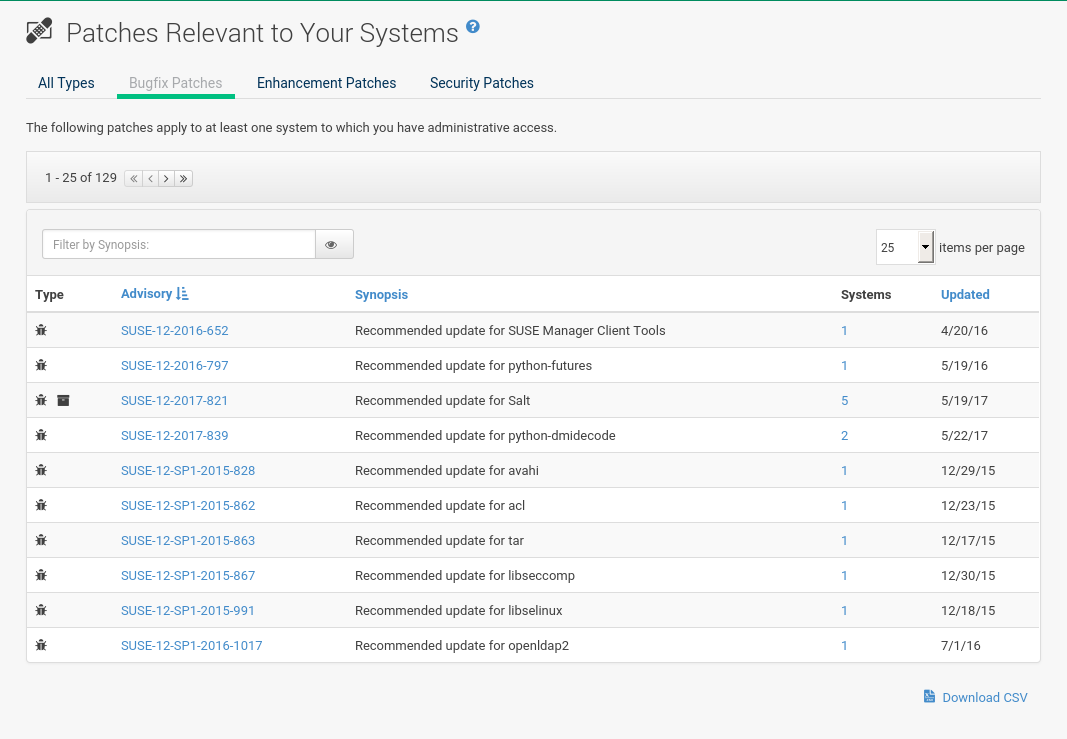 Patches Relevant to Your Systems ?
All Types Bugfix Patches Enhancement Patches Security Patches
The following patches apply to at least one system to which you have administrative access.
1 - 25 of 129
Filter by Synopsis: 25 items per page
Type Advisory Synopsis Systems Updated
SUSE-12-2016-652 Recommended update for SUSE Manager Client Tools 1 4/20/16
SUSE-12-2016-797 Recommended update for python-futures 1 5/19/16
SUSE-12-2017-821 Recommended update for Salt 5 5/19/17
SUSE-12-2017-839 Recommended update for python-dmidecode 2 5/22/17
SUSE-12-SP1-2015-828 Recommended update for avahi 1 12/29/15
SUSE-12-SP1-2015-862 Recommended update for acl 1 12/23/15
SUSE-12-SP1-2015-863 Recommended update for tar 1 12/17/15
SUSE-12-SP1-2015-867 Recommended update for libseccomp 1 12/30/15
SUSE-12-SP1-2015-991 Recommended update for libselinux 1 12/18/15
SUSE-12-SP1-2016-1017 Recommended update for openldap2 1 7/1/16
Download CSV